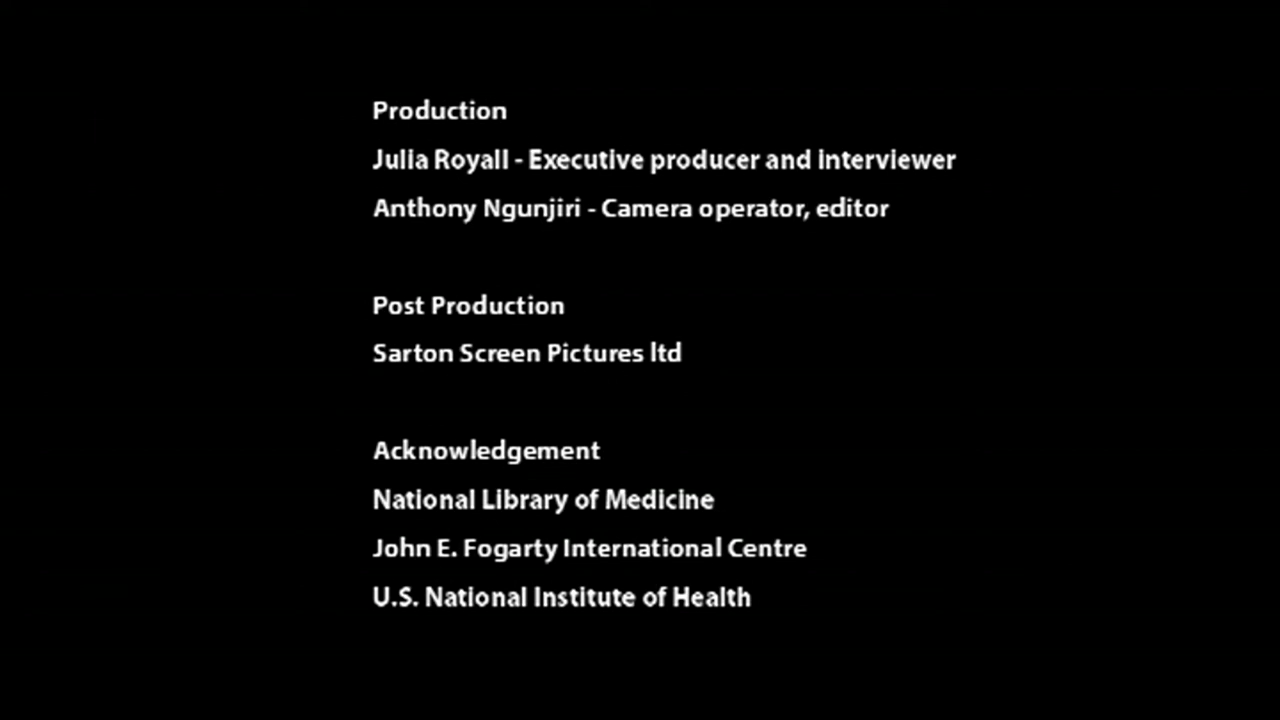 Production
Julia Royall - Executive producer and interviewer
Anthony Ngunjiri - Camera operator, editor
Post Production
Sarton Screen Pictures ltd
Acknowledgement
National Library of Medicine
John E. Fogarty International Centre
U.S. National Institute of Health